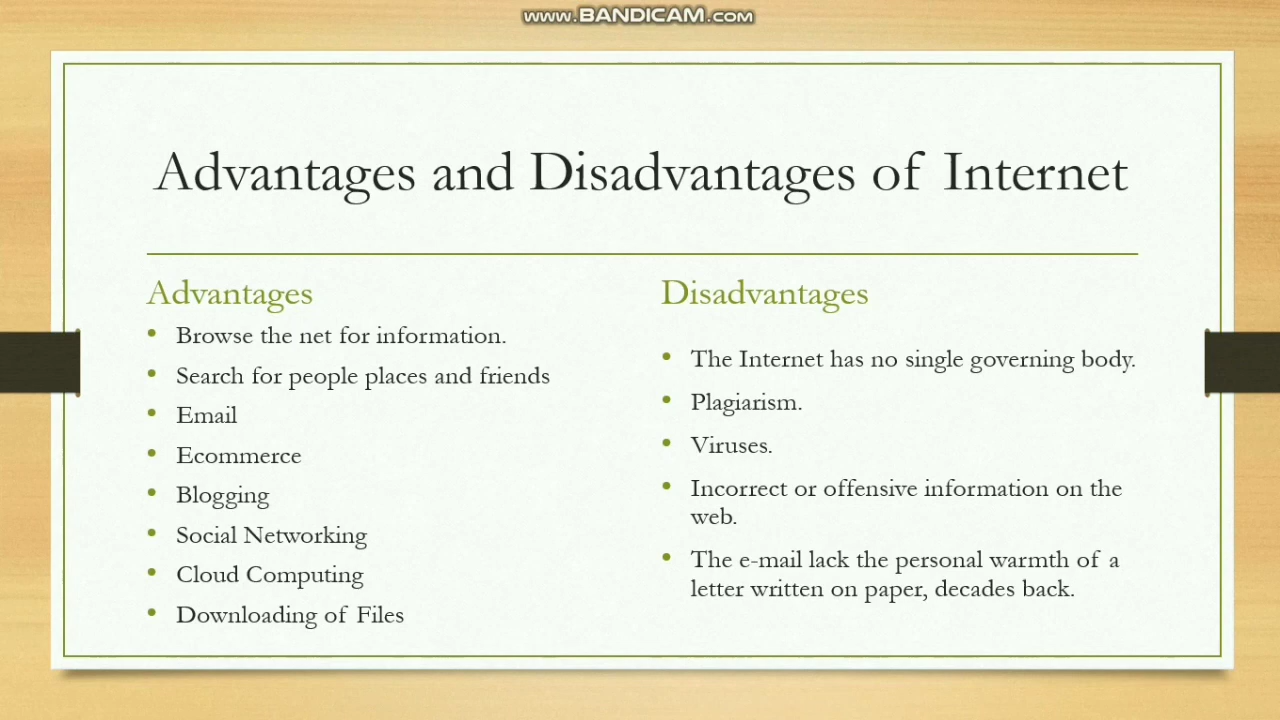 www.BANDICAM.com
Advantages and Disadvantages of Internet
Advantages
• Browse the net for information.
• Search for people places and friends
• Email
• Ecommerce
• Blogging
• Social Networking
• Cloud Computing
• Downloading of Files
Disadvantages
• The Internet has no single governing body.
• Plagiarism.
• Viruses.
• Incorrect or offensive information on the
web.
• The e-mail lack the personal warmth of a
letter written on paper, decades back.